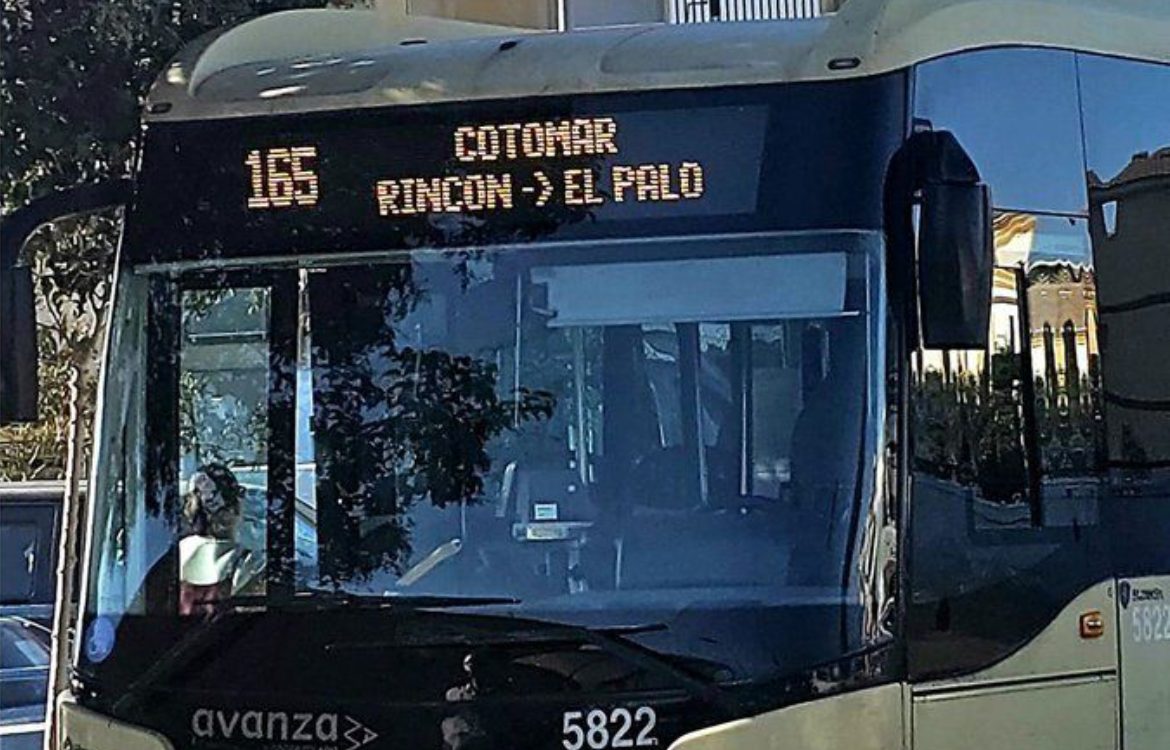 165
COTOMAR
RINCON -> EL PALO
avanza
5822
5822